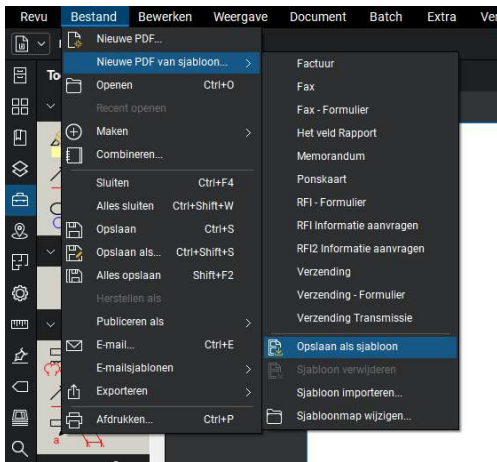 Revu Bestand Bewerken Weergave Document Batch Extra
Nieuwe PDF...
Nieuwe PDF van sjabloon...
Openen Ctrl+O
Recent openen
Maken
Combineren...
Sluiten Ctrl+F4
Alles sluiten Ctrl+Shift+W
Opslaan Ctrl+S
Opslaan als... Ctrl+Shift+S
Alles opslaan Shift+F2
Herstellen als
Publiceren als
E-mail... Ctrl+E
E-mailsjablonen
Exporteren
Afdrukken... Ctrl+P
Factuur
Fax
Fax - Formulier
Het veld Rapport
Memorandum
Ponskaart
RFI - Formulier
RFI Informatie aanvragen
RFI2 Informatie aanvragen
Verzending
Verzending - Formulier
Verzending Transmissie
Opslaan als sjabloon
Sjabloon verwijderen
Sjabloon importeren...
Sjabloonmap wijzigen...